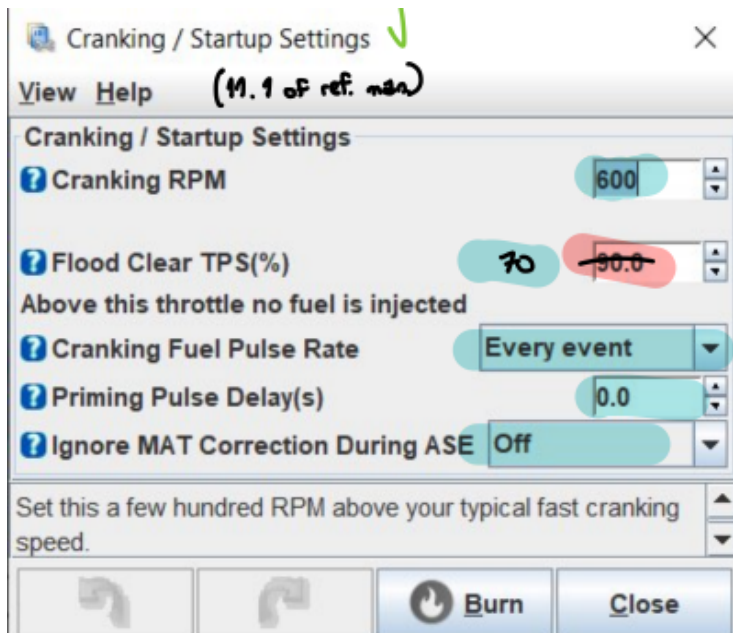 Cranking / Startup Settings
View Help (11.1 of ref. man)
Cranking / Startup Settings
Cranking RPM 600
Flood Clear TPS(%) 70 90.0
Above this throttle no fuel is injected
Cranking Fuel Pulse Rate Every event
Priming Pulse Delay(s) 0.0
Ignore MAT Correction During ASE Off
Set this a few hundred RPM above your typical fast cranking
speed.
Burn Close